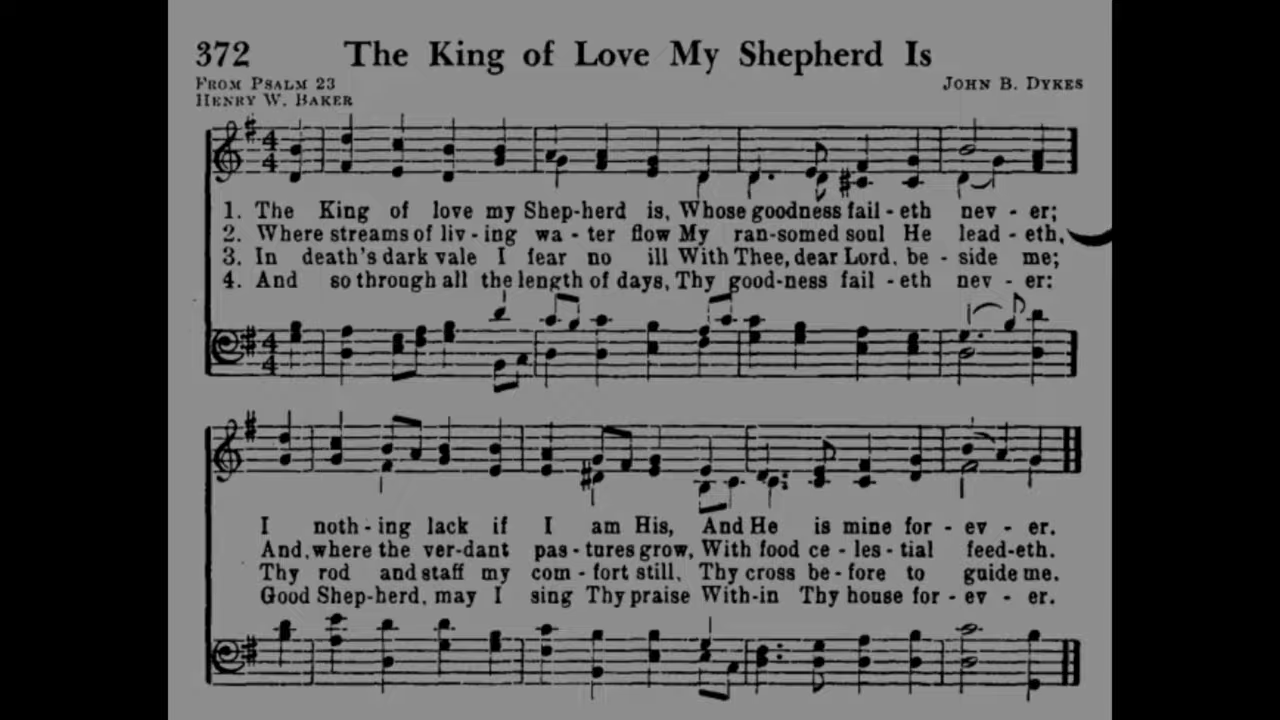 372 The King of Love My Shepherd Is
FROM PSALM 23
HENRY W. BAKER
JOHN B. DYKES
4
4
1. The King of love my Shep-herd is, Whose goodness fail-eth nev-er;
2. Where streams of liv-ing wa-ter flow My ran-somed soul He lead-eth,
3. In death's dark vale I fear no ill With Thee, dear Lord, be-side me;
4. And so through all the length of days, Thy good-ness fail-eth nev-er:
4
4
I noth-ing lack if I am His, And He is mine for-ev-er.
And, where the ver-dant pas-tures grow, With food ce-les-tial feed-eth.
Thy rod and staff my com-fort still, Thy cross be-fore to guide me.
Good Shep-herd, may I sing Thy praise With-in Thy house for-ev-er.